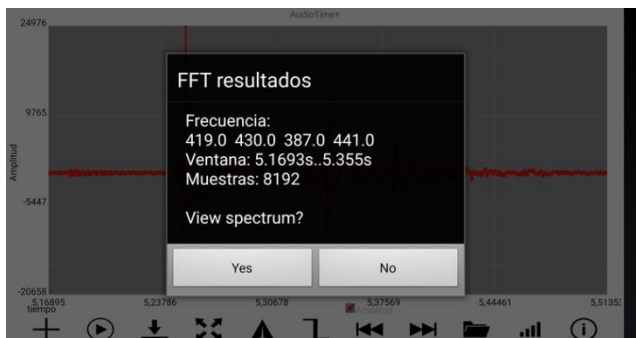 AudioTime+
24976
9765
Amplitud
-5447
-20658
FFT resultados
Frecuencia:
419.0 430.0 387.0 441.0
Ventana: 5.1693s..5.355s
Muestras: 8192
View spectrum?
Yes No
5,16895 5,23786 5,30678 5,37569 5,44461 5,5135
tiempo Amplitud